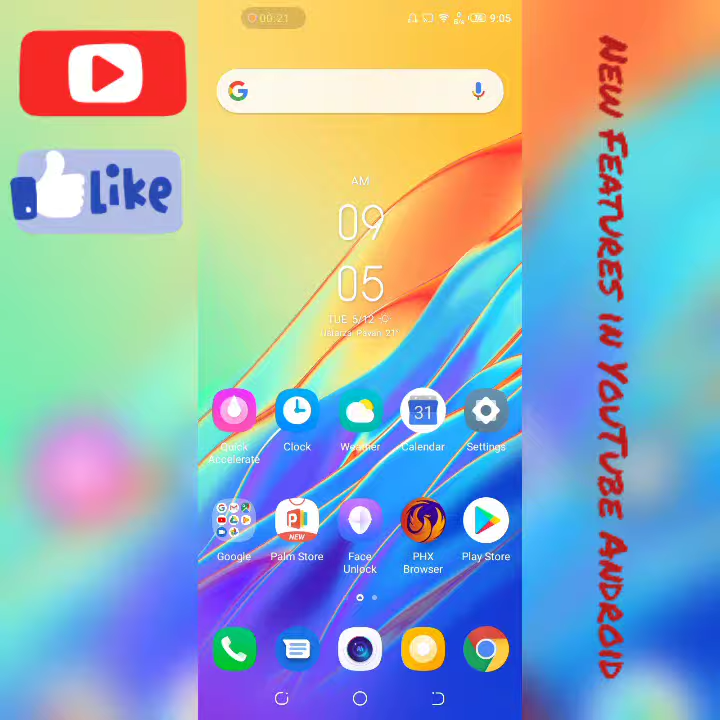 00:21
9:05
Like
AM
09
05
TUE 5/12
Quick Accelerate
Clock
Weather
31
Calendar
Settings
Google
NEW
Palm Store
Face Unlock
PHX Browser
Play Store
New Features in YouTube Android